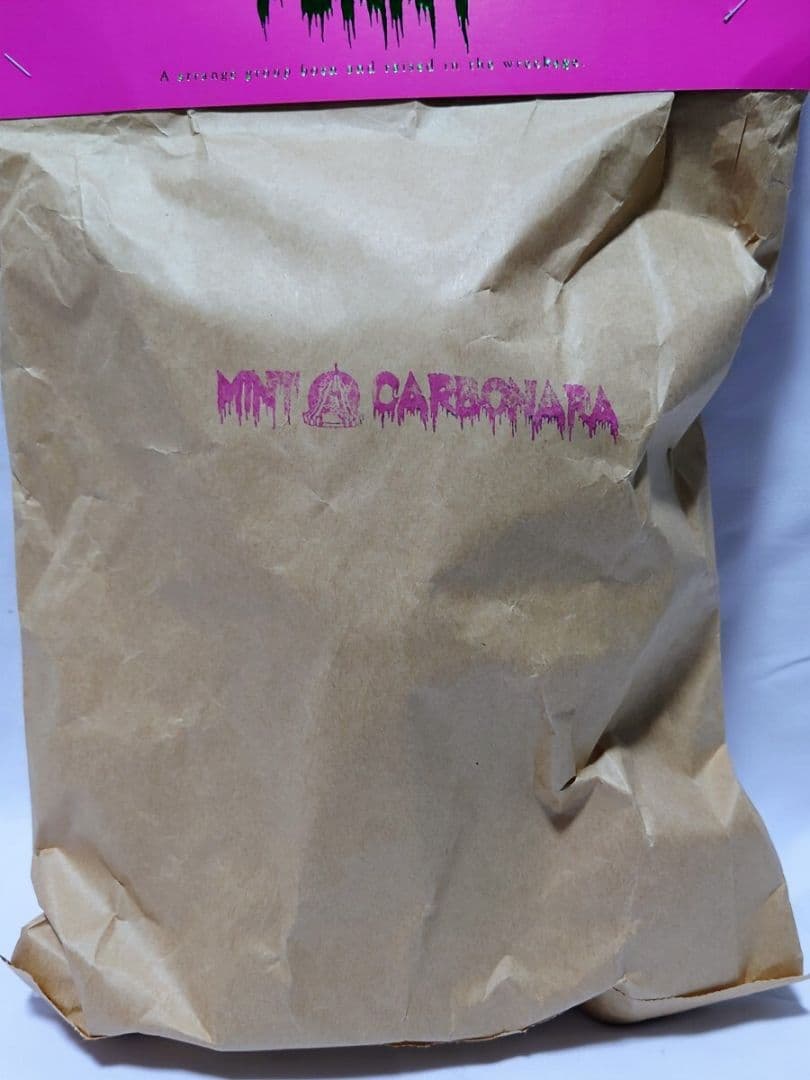 A strange group born and raised in the wreckage.
MINT CARBONARA